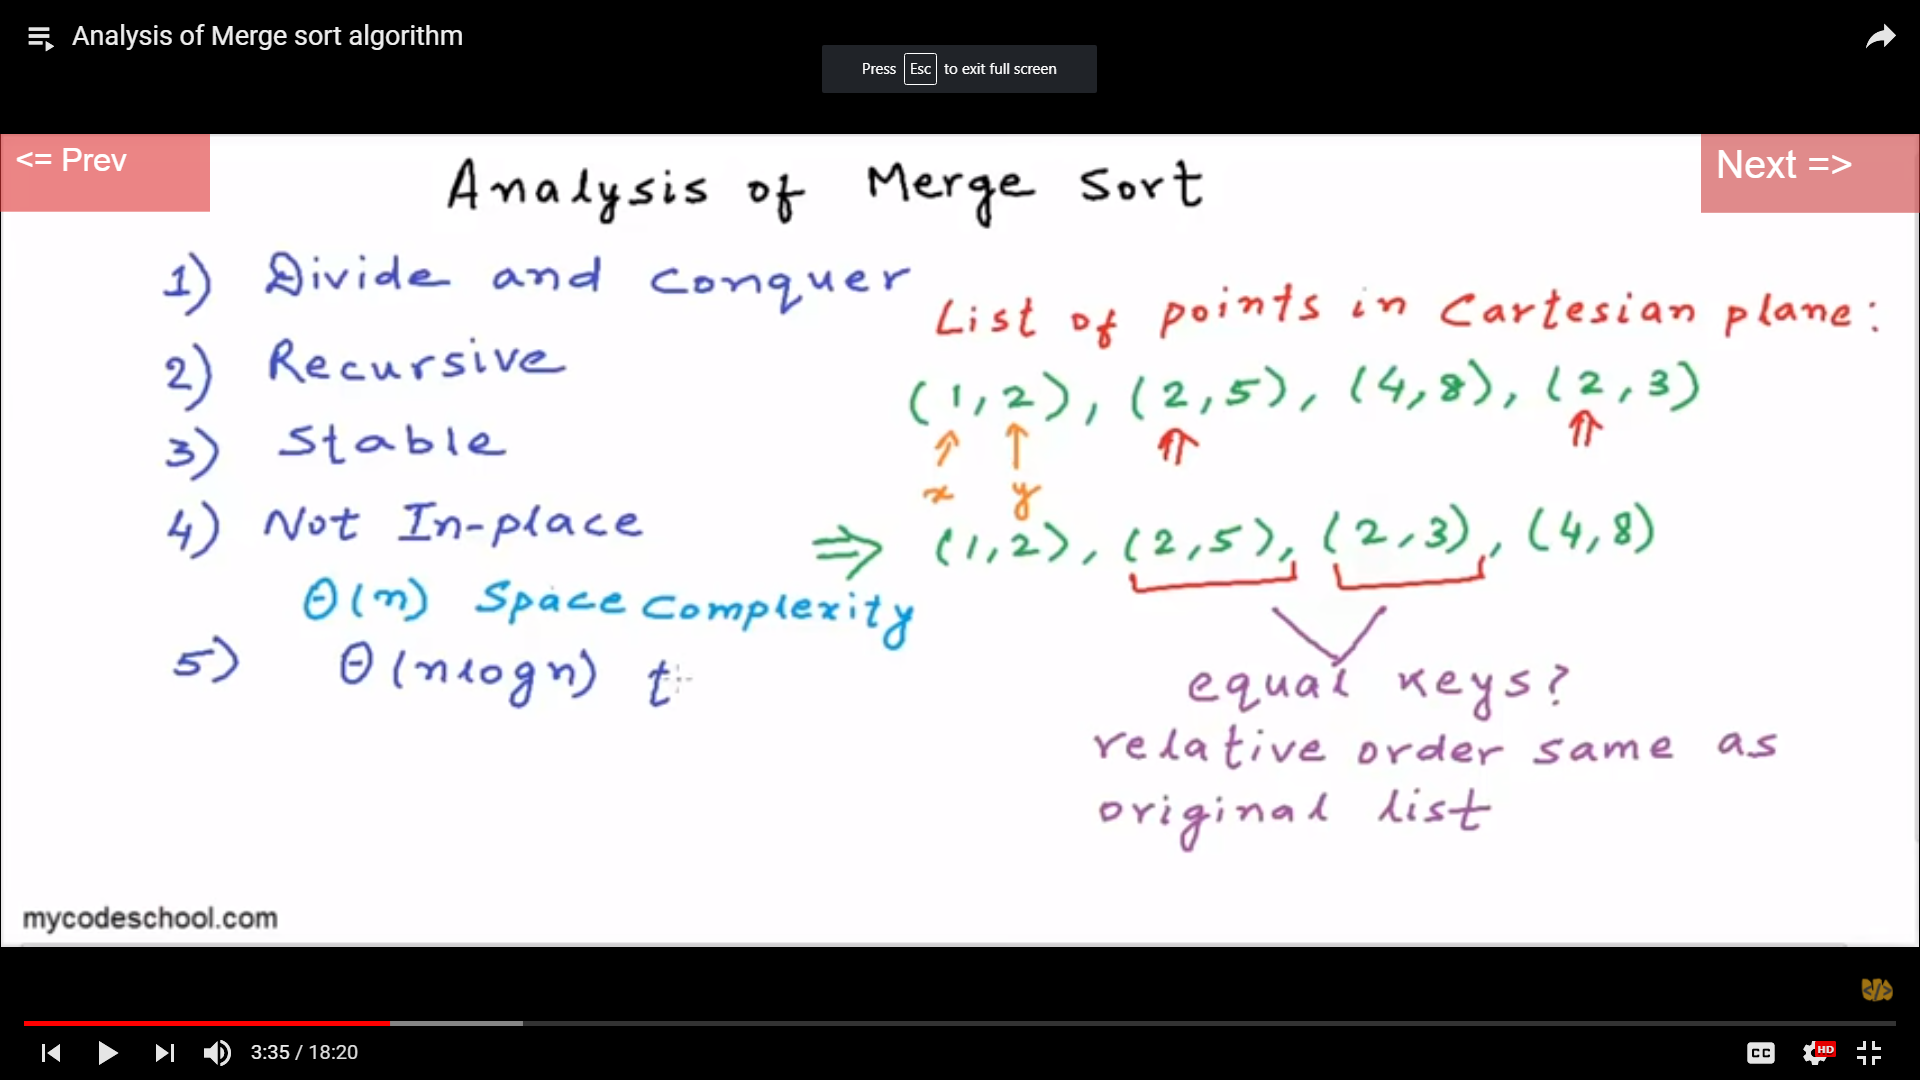 Analysis of Merge sort algorithm
Press Esc to exit full screen
<= Prev
Next =>
Analysis of Merge Sort
1) Divide and Conquer
2) Recursive
3) Stable
4) Not In-place
Θ(n) Space Complexity
5) Θ(nlogn) t
List of points in Cartesian plane:
(1,2), (2,5), (4,8), (2,3)
x y
⇒ (1,2), (2,5), (2,3), (4,8)
equal keys?
relative order same as
original list
mycodeschool.com
</>
3:35 / 18:20
CC
HD